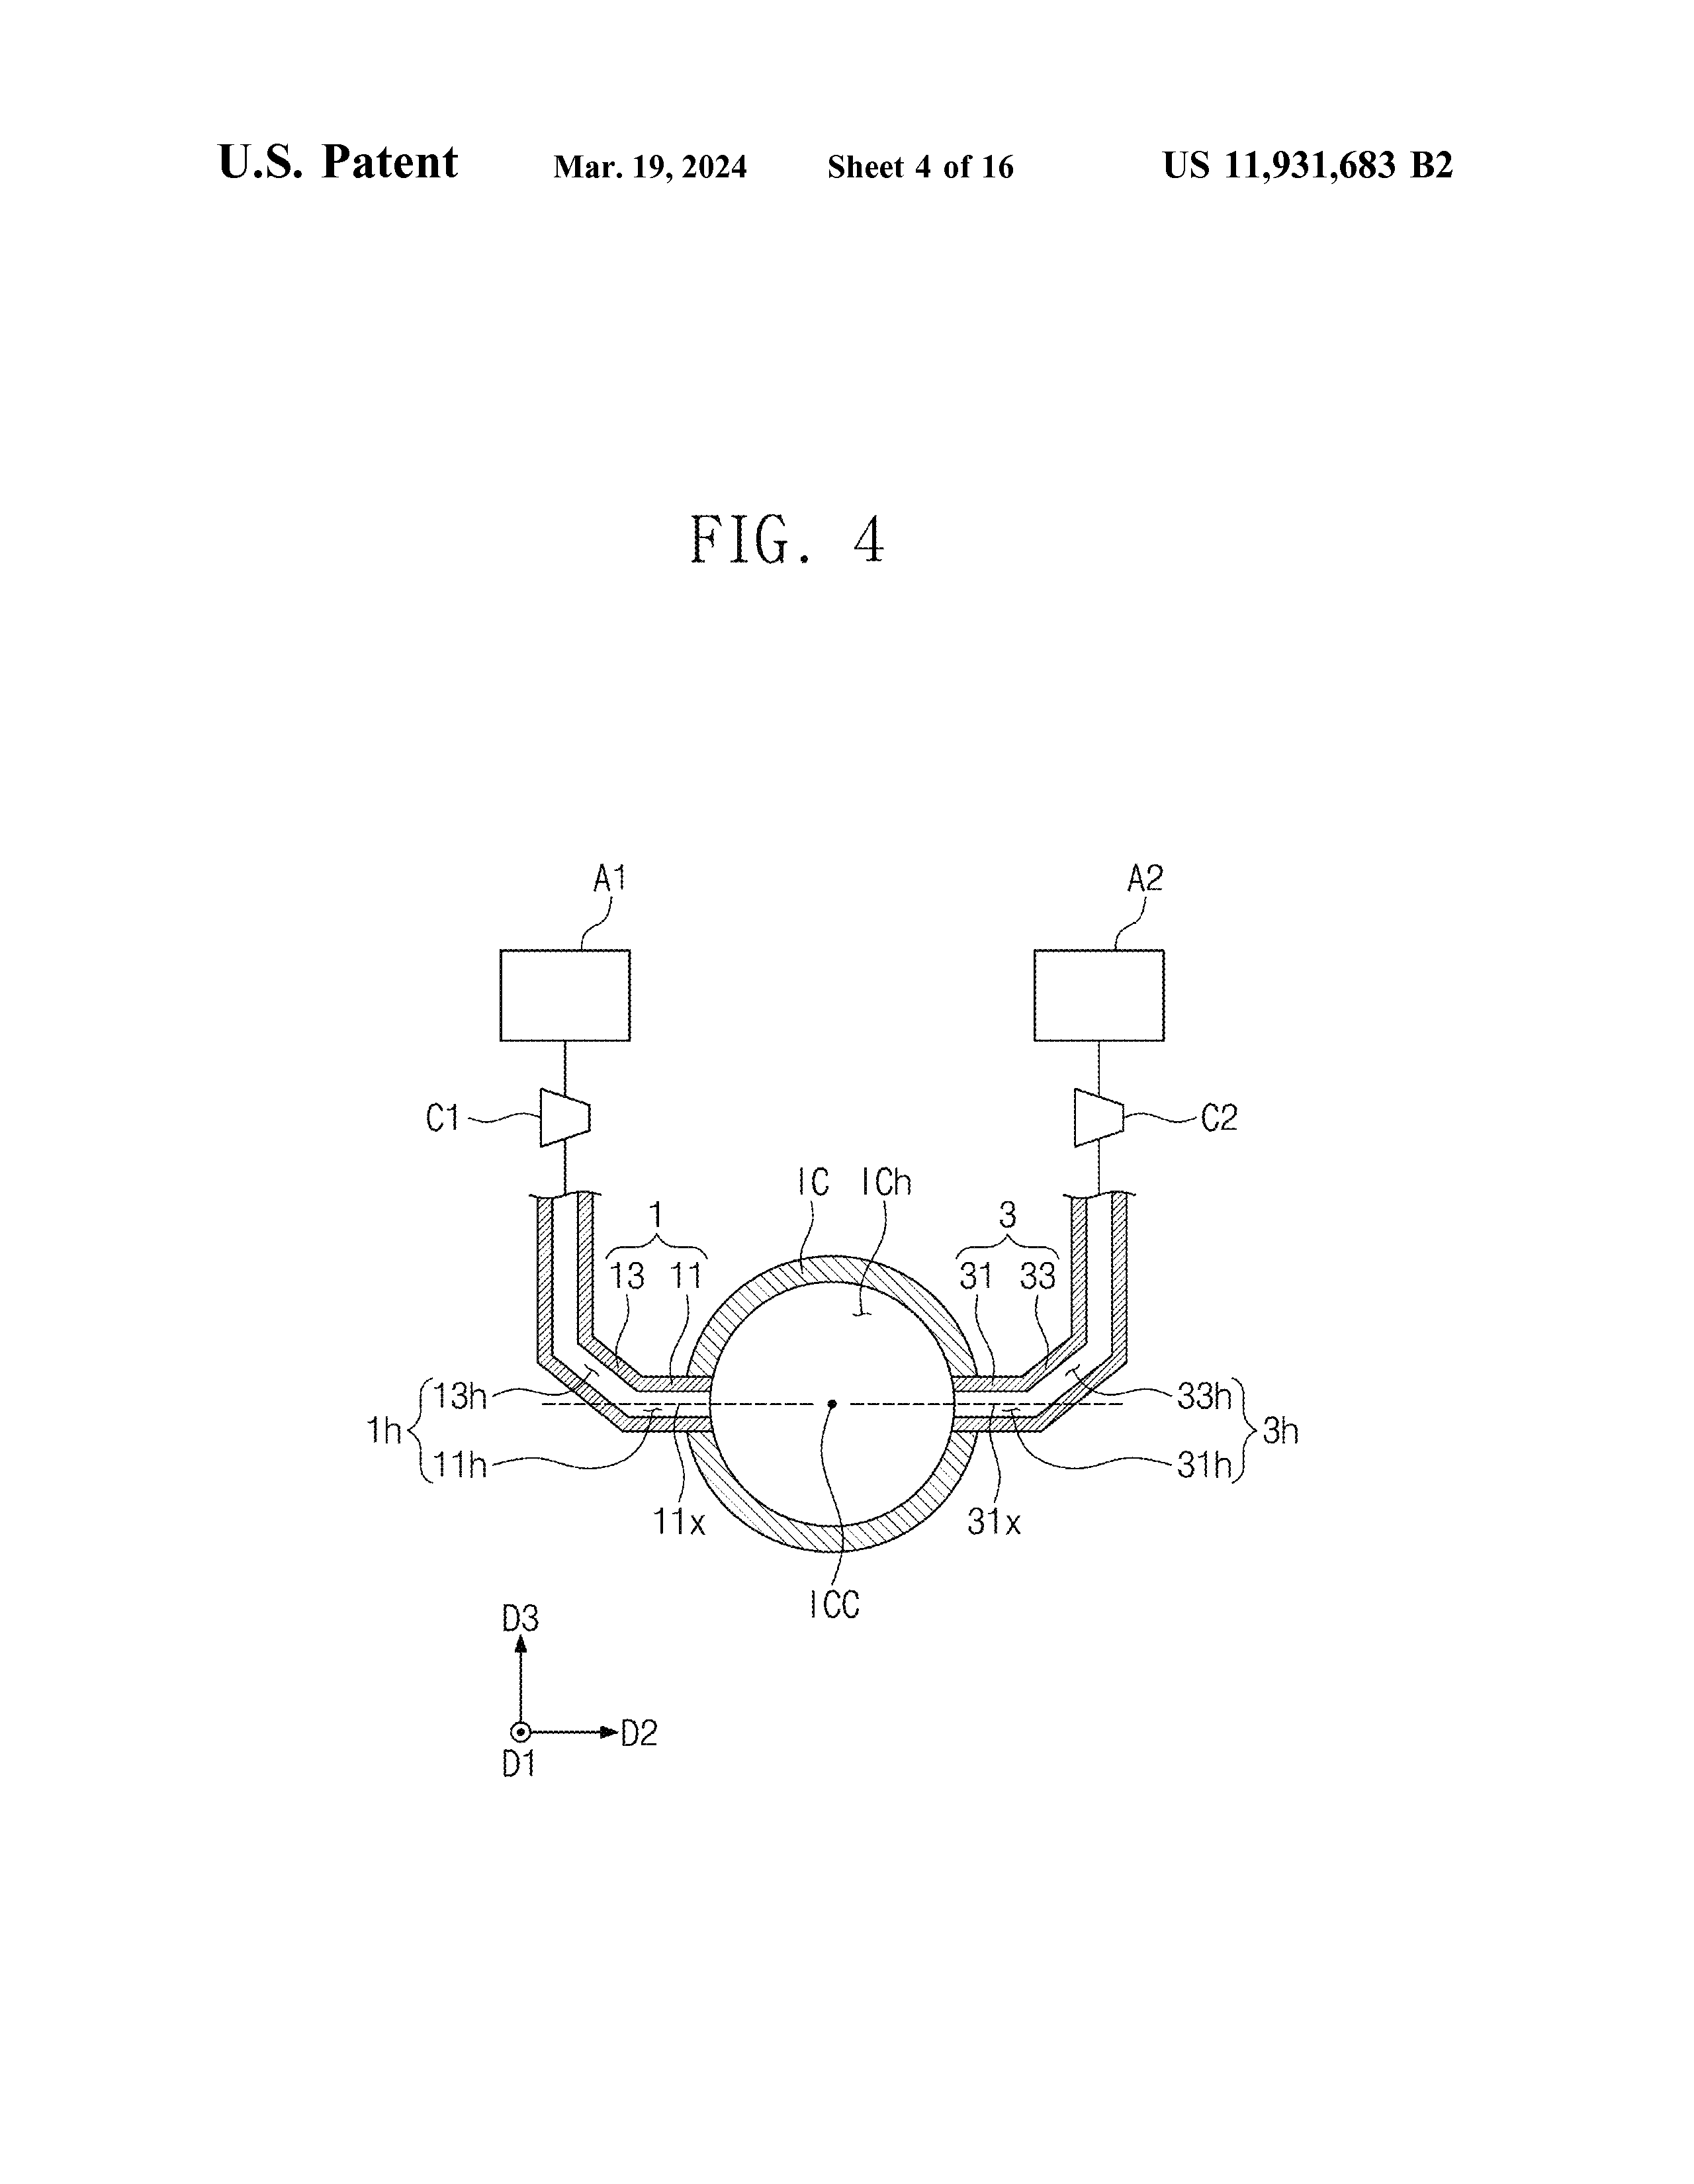 U.S. Patent Mar. 19, 2024 Sheet 4 of 16 US 11,931,683 B2
FIG. 4
A1 A2
C1 C2
IC ICh
1 3
13 11 31 33
13h 33h
1h 3h
11h 31h
11x 31x
ICC
D3
D2
D1